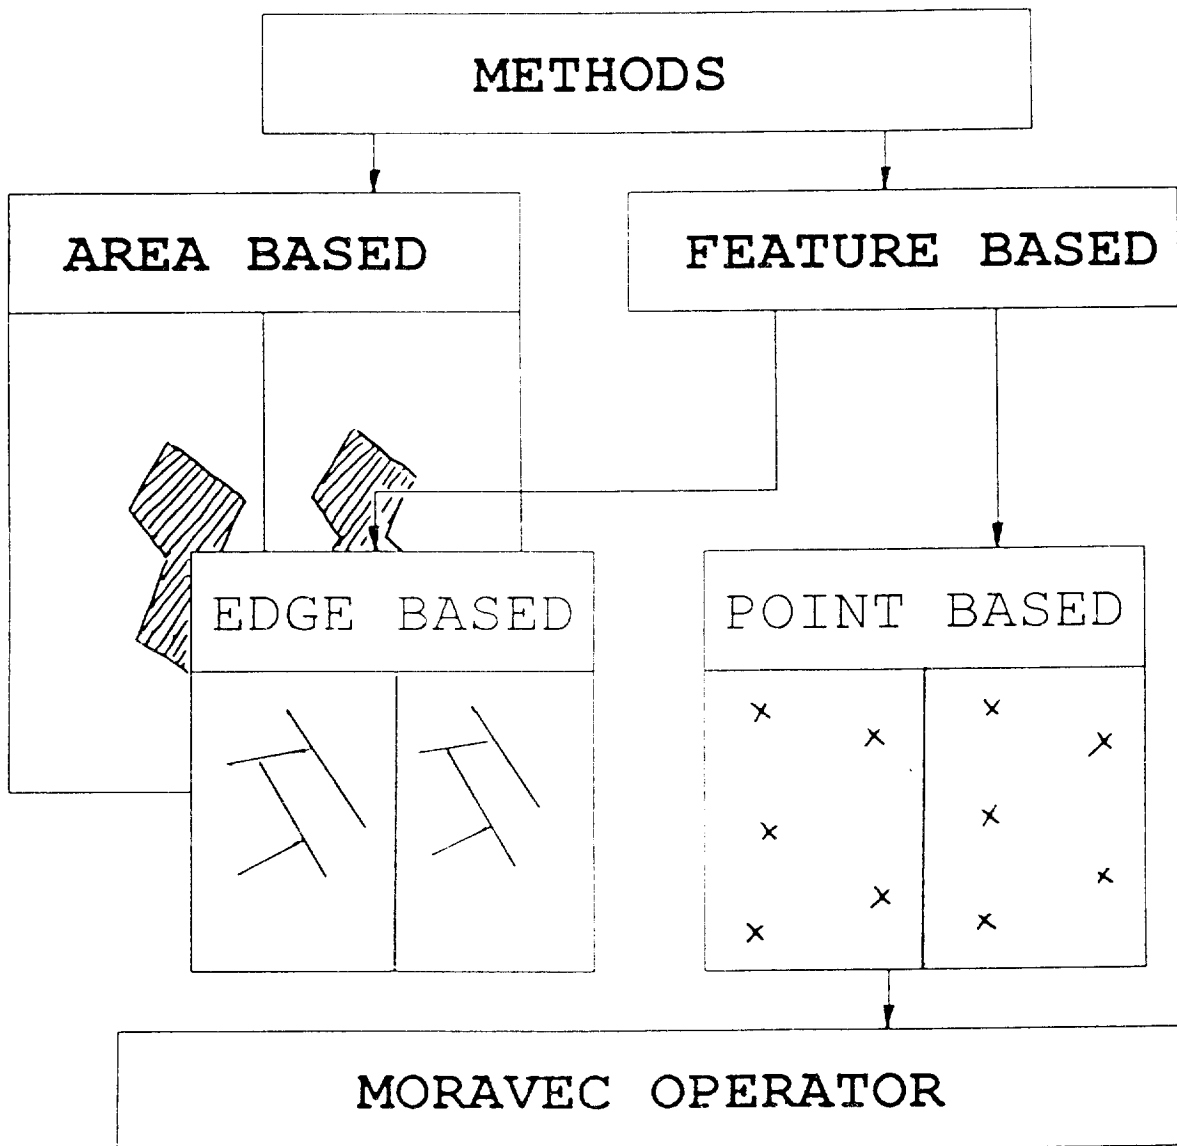 METHODS
AREA BASED
FEATURE BASED
EDGE BASED
POINT BASED
MORAVEC OPERATOR